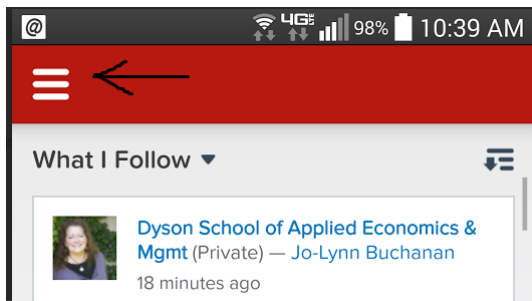 @ 4G LTE 98% 10:39 AM
What I Follow
Dyson School of Applied Economics &
Mgmt (Private) — Jo-Lynn Buchanan
18 minutes ago